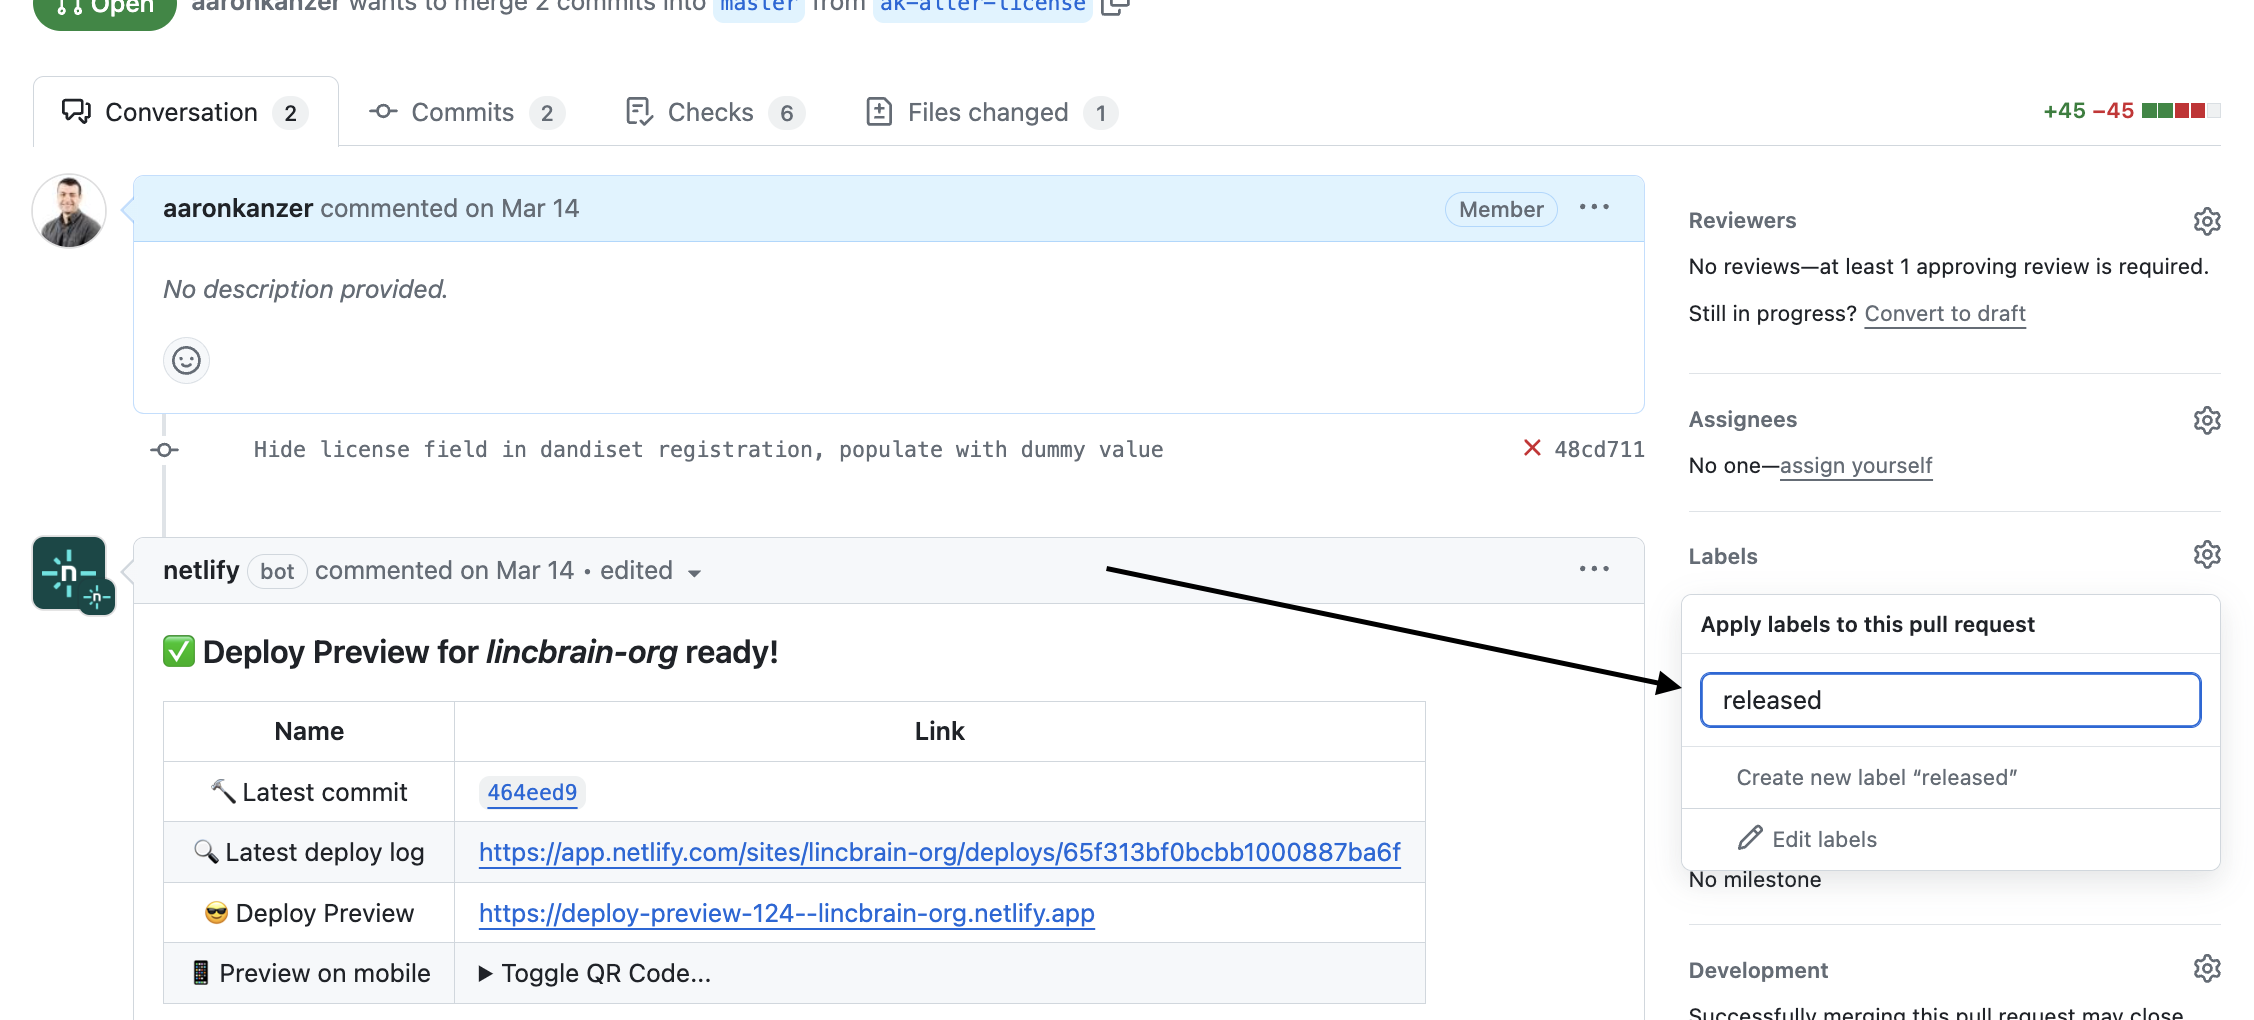 Open aaronkanzer wants to merge 2 commits into master from ak-alter-license
Conversation 2 Commits 2 Checks 6 Files changed 1 +45 −45
aaronkanzer commented on Mar 14 Member
No description provided.
Hide license field in dandiset registration, populate with dummy value 48cd711
netlify bot commented on Mar 14 • edited
✅ Deploy Preview for lincbrain-org ready!
Name Link
🔨 Latest commit 464eed9
🔍 Latest deploy log https://app.netlify.com/sites/lincbrain-org/deploys/65f313bf0bcbb1000887ba6f
😎 Deploy Preview https://deploy-preview-124--lincbrain-org.netlify.app
📱 Preview on mobile ▶ Toggle QR Code...
Reviewers
No reviews—at least 1 approving review is required.
Still in progress? Convert to draft
Assignees
No one—assign yourself
Labels
Apply labels to this pull request
released
Create new label “released”
Edit labels
No milestone
Development
Successfully merging this pull request may close